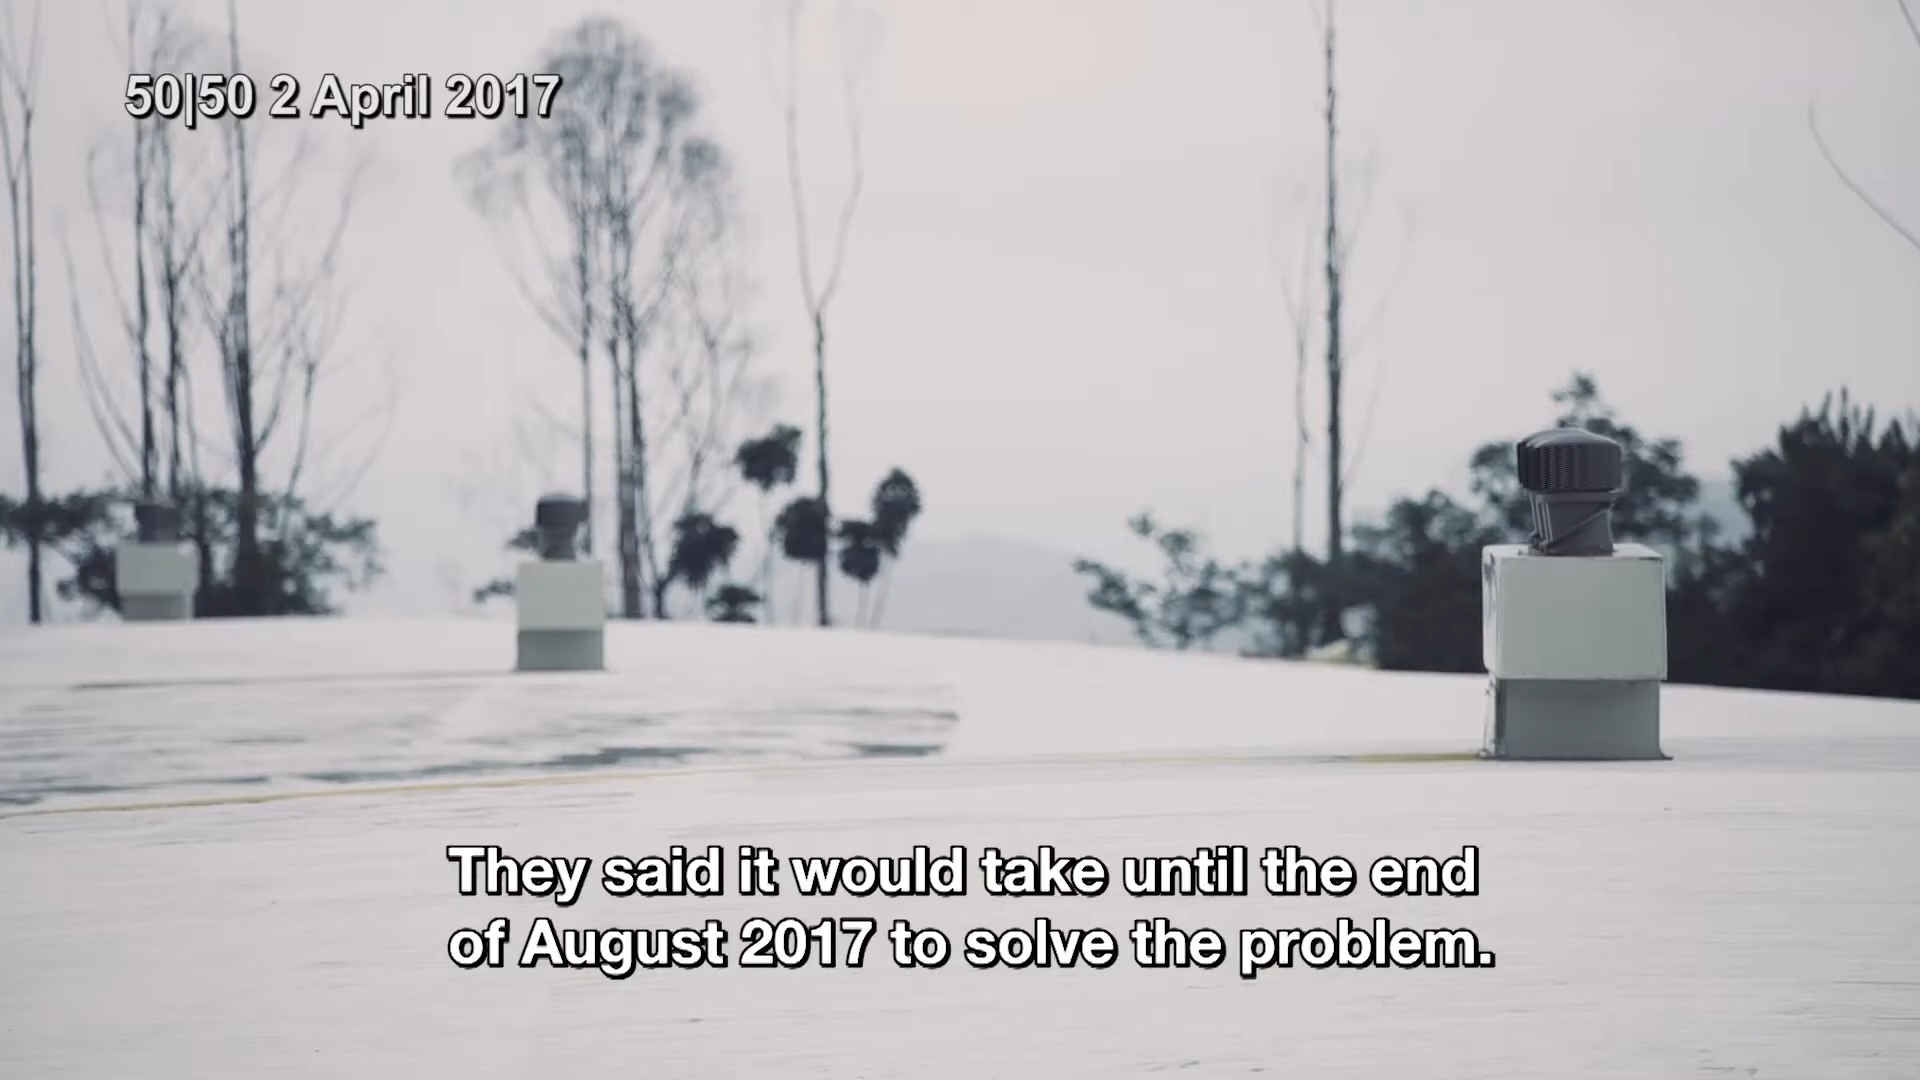 50|50 2 April 2017
They said it would take until the end
of August 2017 to solve the problem.